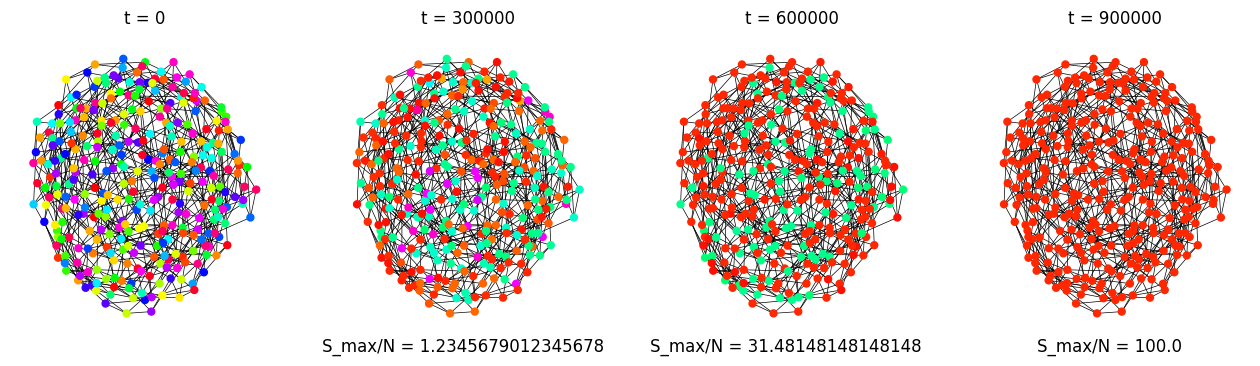 t = 0
t = 300000
t = 600000
t = 900000
S_max/N = 1.2345679012345678
S_max/N = 31.48148148148148
S_max/N = 100.0